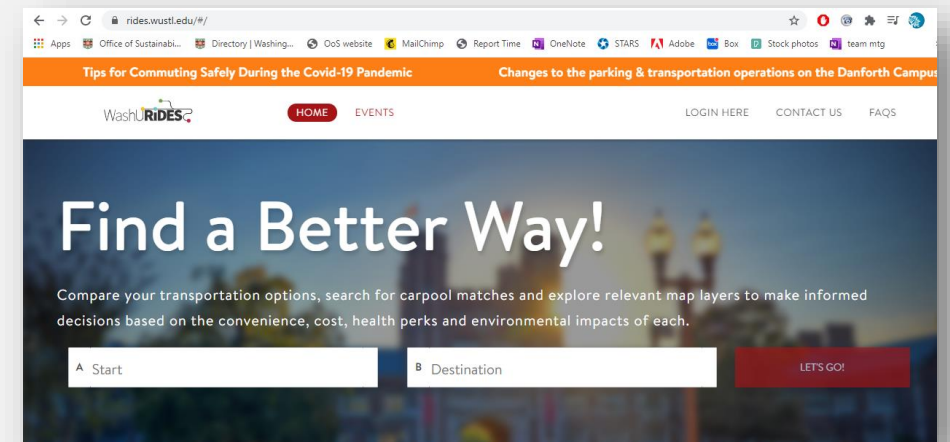 rides.wustl.edu/#/
Apps Office of Sustainabi... Directory | Washing... OoS website MailChimp Report Time OneNote STARS Adobe Box Stock photos team mtg
Tips for Commuting Safely During the Covid-19 Pandemic Changes to the parking & transportation operations on the Danforth Campus
WashURIDES HOME EVENTS LOGIN HERE CONTACT US FAQS
Find a Better Way!
Compare your transportation options, search for carpool matches and explore relevant map layers to make informed
decisions based on the convenience, cost, health perks and environmental impacts of each.
A Start B Destination LET'S GO!